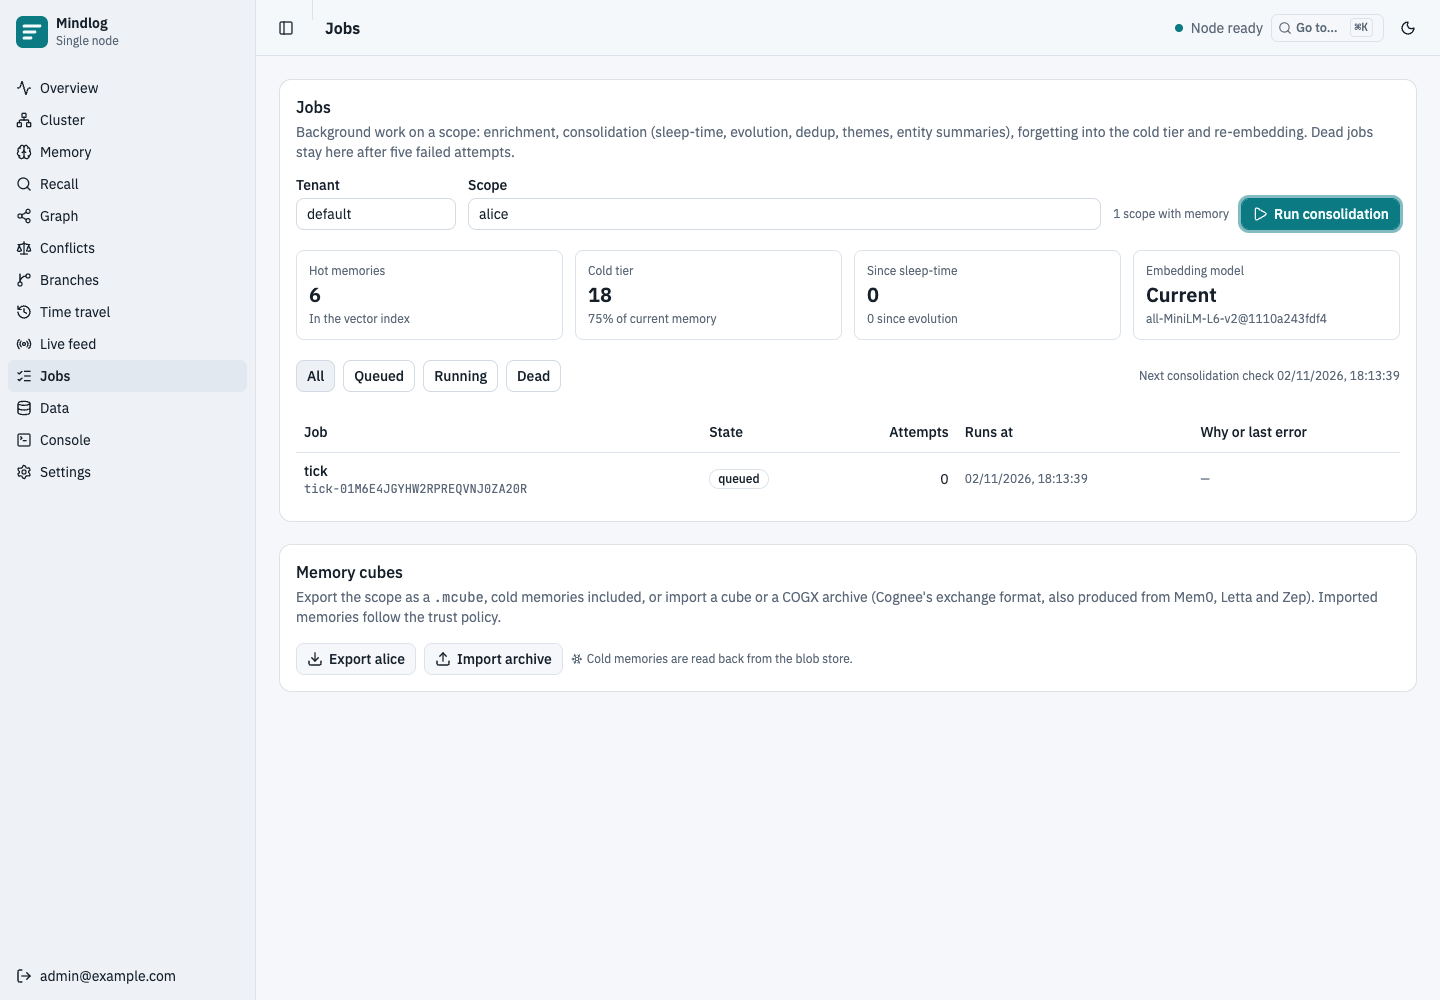 Mindlog
Single node
Overview
Cluster
Memory
Recall
Graph
Conflicts
Branches
Time travel
Live feed
Jobs
Data
Console
Settings
admin@example.com
Jobs
Node ready
Go to...
⌘K
Jobs
Background work on a scope: enrichment, consolidation (sleep-time, evolution, dedup, themes, entity summaries), forgetting into the cold tier and re-embedding. Dead jobs
stay here after five failed attempts.
Tenant
Scope
default
alice
1 scope with memory
Run consolidation
Hot memories
6
In the vector index
Cold tier
18
75% of current memory
Since sleep-time
0
0 since evolution
Embedding model
Current
all-MiniLM-L6-v2@1110a243fdf4
All
Queued
Running
Dead
Next consolidation check 02/11/2026, 18:13:39
Job State Attempts Runs at Why or last error
tick
tick-01M6E4JGYHW2RPREQVNJ0ZA20R
queued
0
02/11/2026, 18:13:39
—
Memory cubes
Export the scope as a .mcube, cold memories included, or import a cube or a COGX archive (Cognee's exchange format, also produced from Mem0, Letta and Zep). Imported
memories follow the trust policy.
Export alice
Import archive
Cold memories are read back from the blob store.